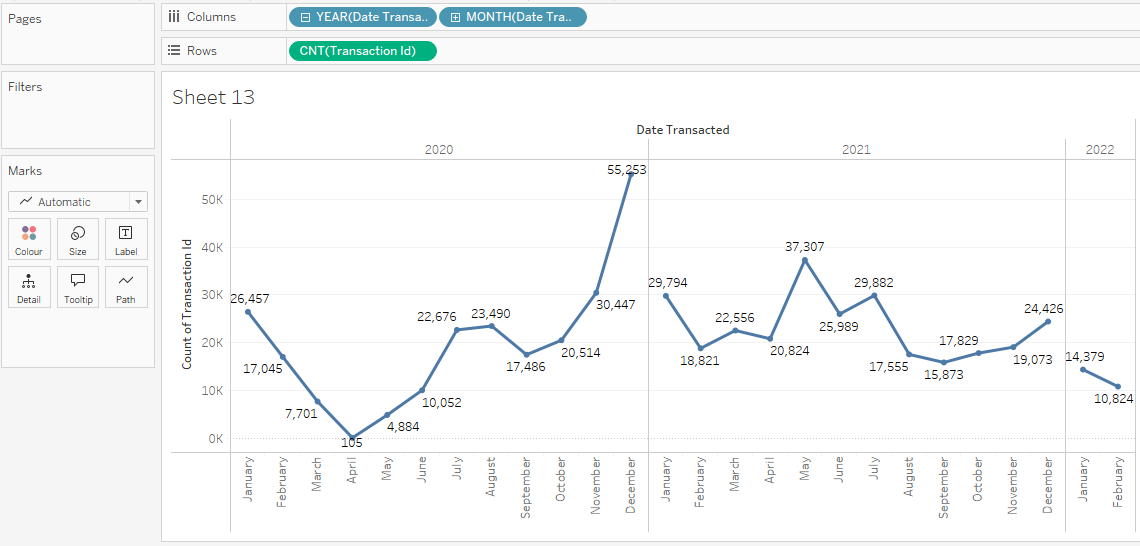 Pages
Columns
YEAR(Date Transa..
MONTH(Date Tra..
Rows
CNT(Transaction Id)
Filters
Marks
Automatic
Colour
Size
Label
Detail
Tooltip
Path
Sheet 13
Date Transacted
2020
2021
2022
Count of Transaction Id
50K
40K
30K
20K
10K
0K
26,457
17,045
7,701
105
4,884
10,052
22,676
23,490
17,486
20,514
30,447
55,253
29,794
18,821
22,556
20,824
37,307
25,989
29,882
17,555
15,873
17,829
19,073
24,426
14,379
10,824
January
February
March
April
May
June
July
August
September
October
November
December
January
February
March
April
May
June
July
August
September
October
November
December
January
February